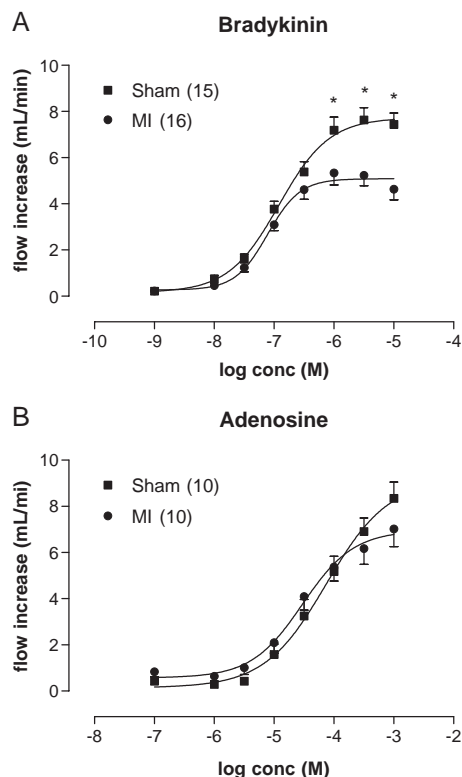 A
Bradykinin
10
Sham (15)
MI (16)
* * *
8
6
4
2
0
flow increase (mL/min)
-10 -9 -8 -7 -6 -5 -4
log conc (M)
B
Adenosine
10
Sham (10)
MI (10)
8
6
4
2
0
flow increase (mL/mi)
-8 -7 -6 -5 -4 -3 -2
log conc (M)